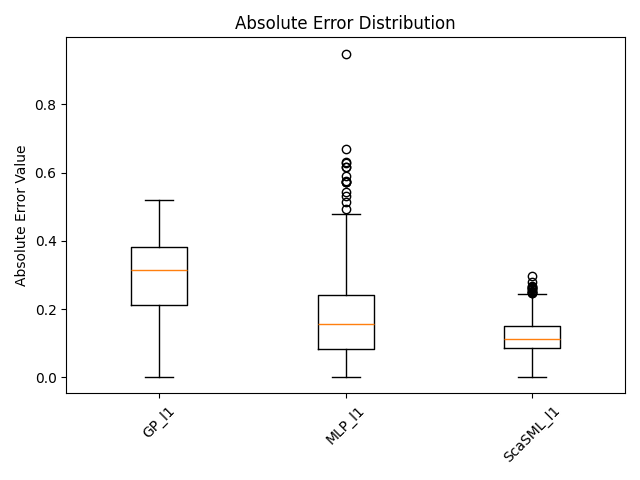 Absolute Error Distribution
Absolute Error Value
0.8
0.6
0.4
0.2
0.0
GP_l1
MLP_l1
ScaSML_l1